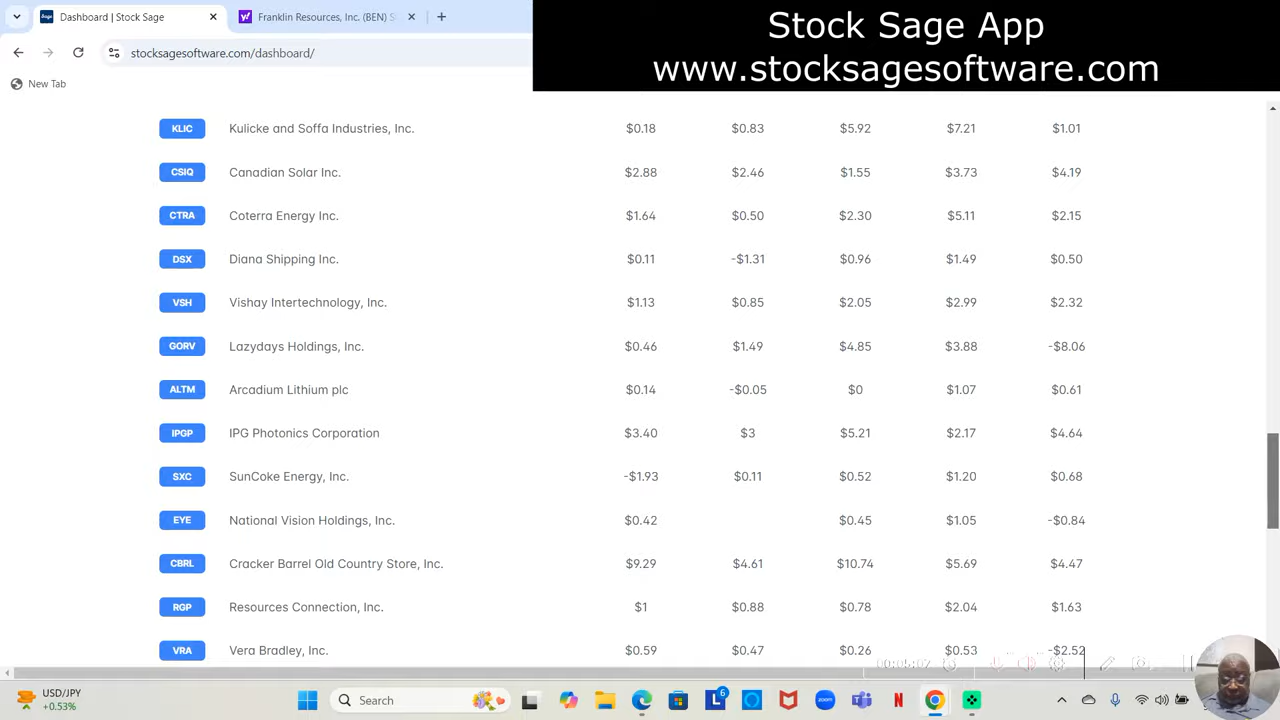 Dashboard | Stock Sage
Franklin Resources, Inc. (BEN) S
Stock Sage App
www.stocksagesoftware.com
stocksagesoftware.com/dashboard/
New Tab
KLIC Kulicke and Soffa Industries, Inc. $0.18 $0.83 $5.92 $7.21 $1.01
CSIQ Canadian Solar Inc. $2.88 $2.46 $1.55 $3.73 $4.19
CTRA Coterra Energy Inc. $1.64 $0.50 $2.30 $5.11 $2.15
DSX Diana Shipping Inc. $0.11 -$1.31 $0.96 $1.49 $0.50
VSH Vishay Intertechnology, Inc. $1.13 $0.85 $2.05 $2.99 $2.32
GORV Lazydays Holdings, Inc. $0.46 $1.49 $4.85 $3.88 -$8.06
ALTM Arcadium Lithium plc $0.14 -$0.05 $0 $1.07 $0.61
IPGP IPG Photonics Corporation $3.40 $3 $5.21 $2.17 $4.64
SXC SunCoke Energy, Inc. -$1.93 $0.11 $0.52 $1.20 $0.68
EYE National Vision Holdings, Inc. $0.42 $0.45 $1.05 -$0.84
CBRL Cracker Barrel Old Country Store, Inc. $9.29 $4.61 $10.74 $5.69 $4.47
RGP Resources Connection, Inc. $1 $0.88 $0.78 $2.04 $1.63
VRA Vera Bradley, Inc. $0.59 $0.47 $0.26 $0.53 -$2.52
USD/JPY
+0.53%
Search